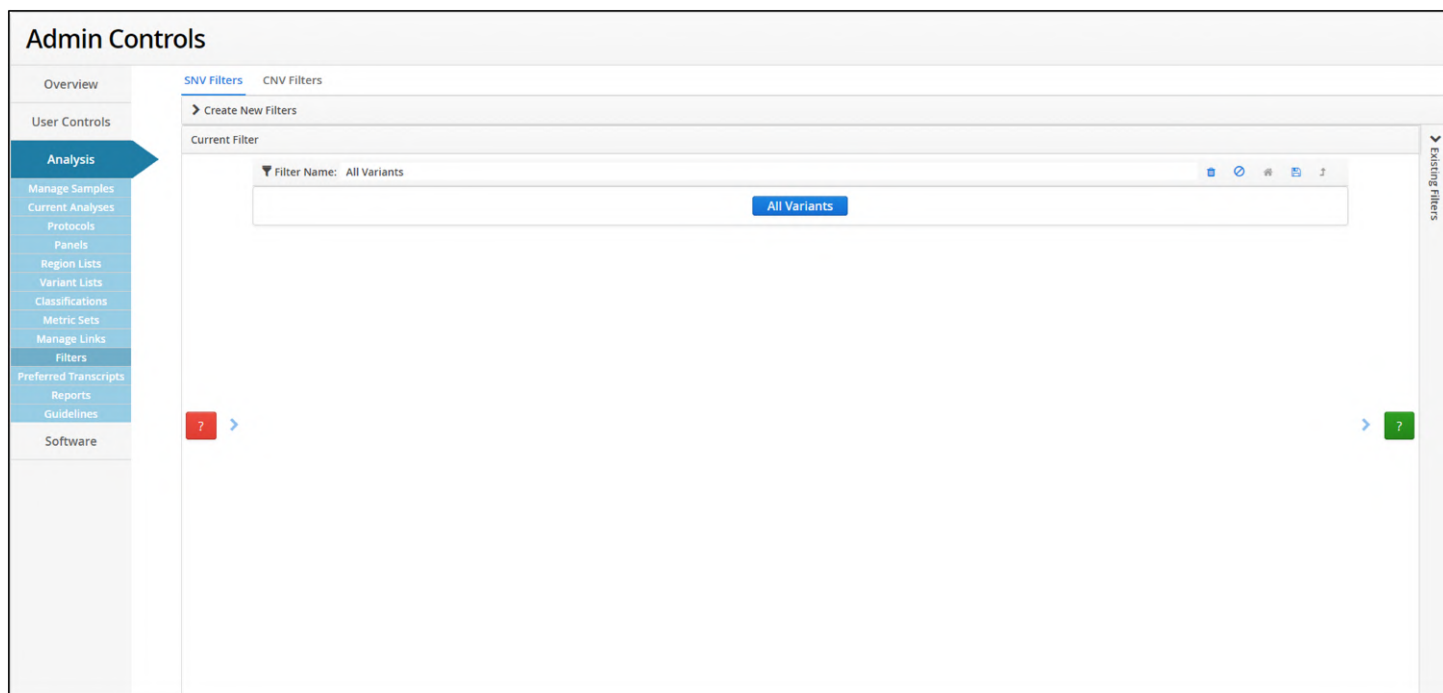 Admin Controls
Overview
User Controls
Analysis
Manage Samples
Current Analyses
Protocols
Panels
Region Lists
Variant Lists
Classifications
Metric Sets
Manage Links
Filters
Preferred Transcripts
Reports
Guidelines
Software
SNV Filters CNV Filters
Create New Filters
Current Filter
Filter Name: All Variants
All Variants
?
?
Existing Filters